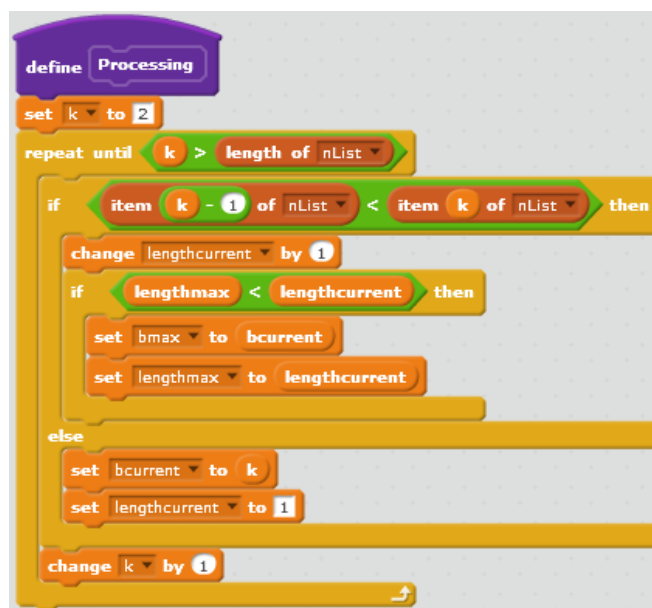 define Processing
set k to 2
repeat until k > length of nList
if item k - 1 of nList < item k of nList then
change lengthcurrent by 1
if lengthmax < lengthcurrent then
set bmax to bcurrent
set lengthmax to lengthcurrent
else
set bcurrent to k
set lengthcurrent to 1
change k by 1